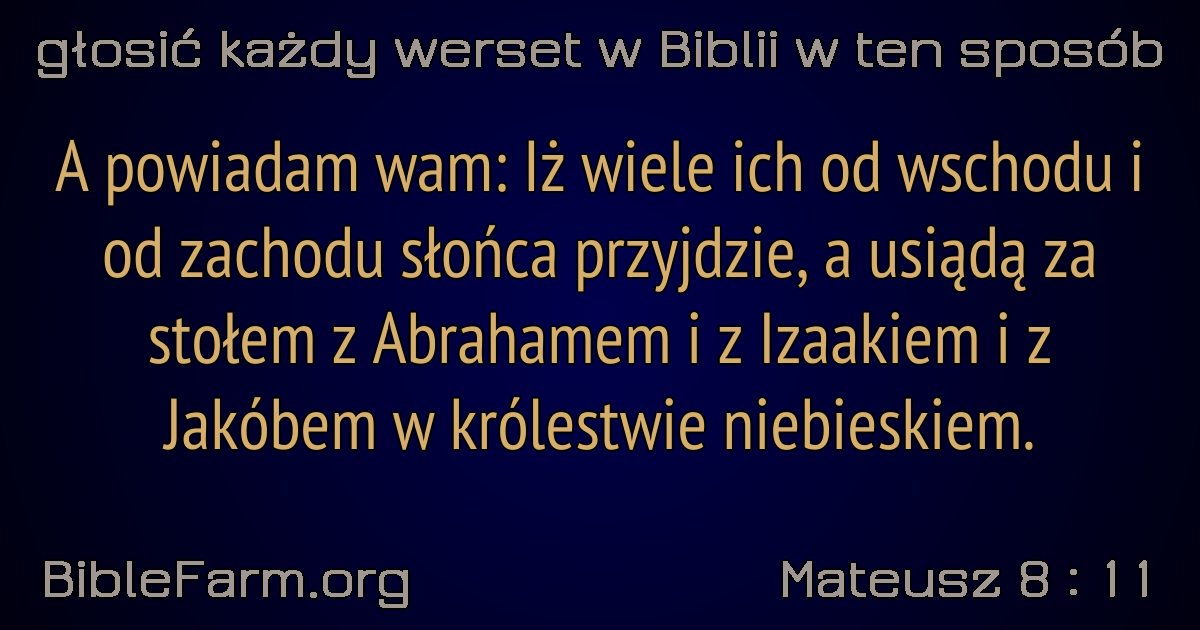 głosić każdy werset w Biblii w ten sposób
A powiadam wam: Iż wiele ich od wschodu i
od zachodu słońca przyjdzie, a usiądą za
stołem z Abrahamem i z Izaakiem i z
Jakóbem w królestwie niebieskiem.
BibleFarm.org
Mateusz 8 : 11